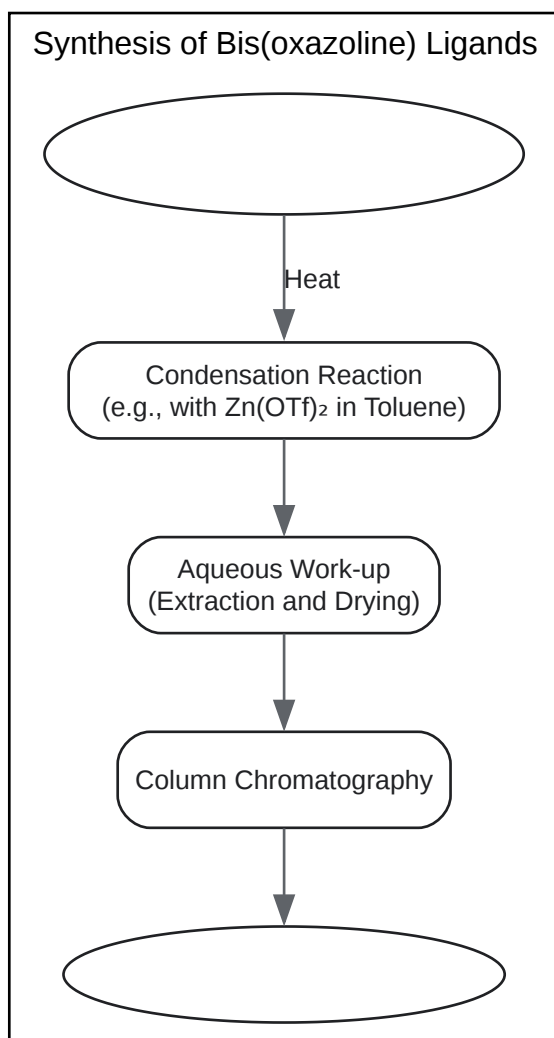 Synthesis of Bis(oxazoline) Ligands
Heat
Condensation Reaction
(e.g., with Zn(OTf)₂ in Toluene)
Aqueous Work-up
(Extraction and Drying)
Column Chromatography